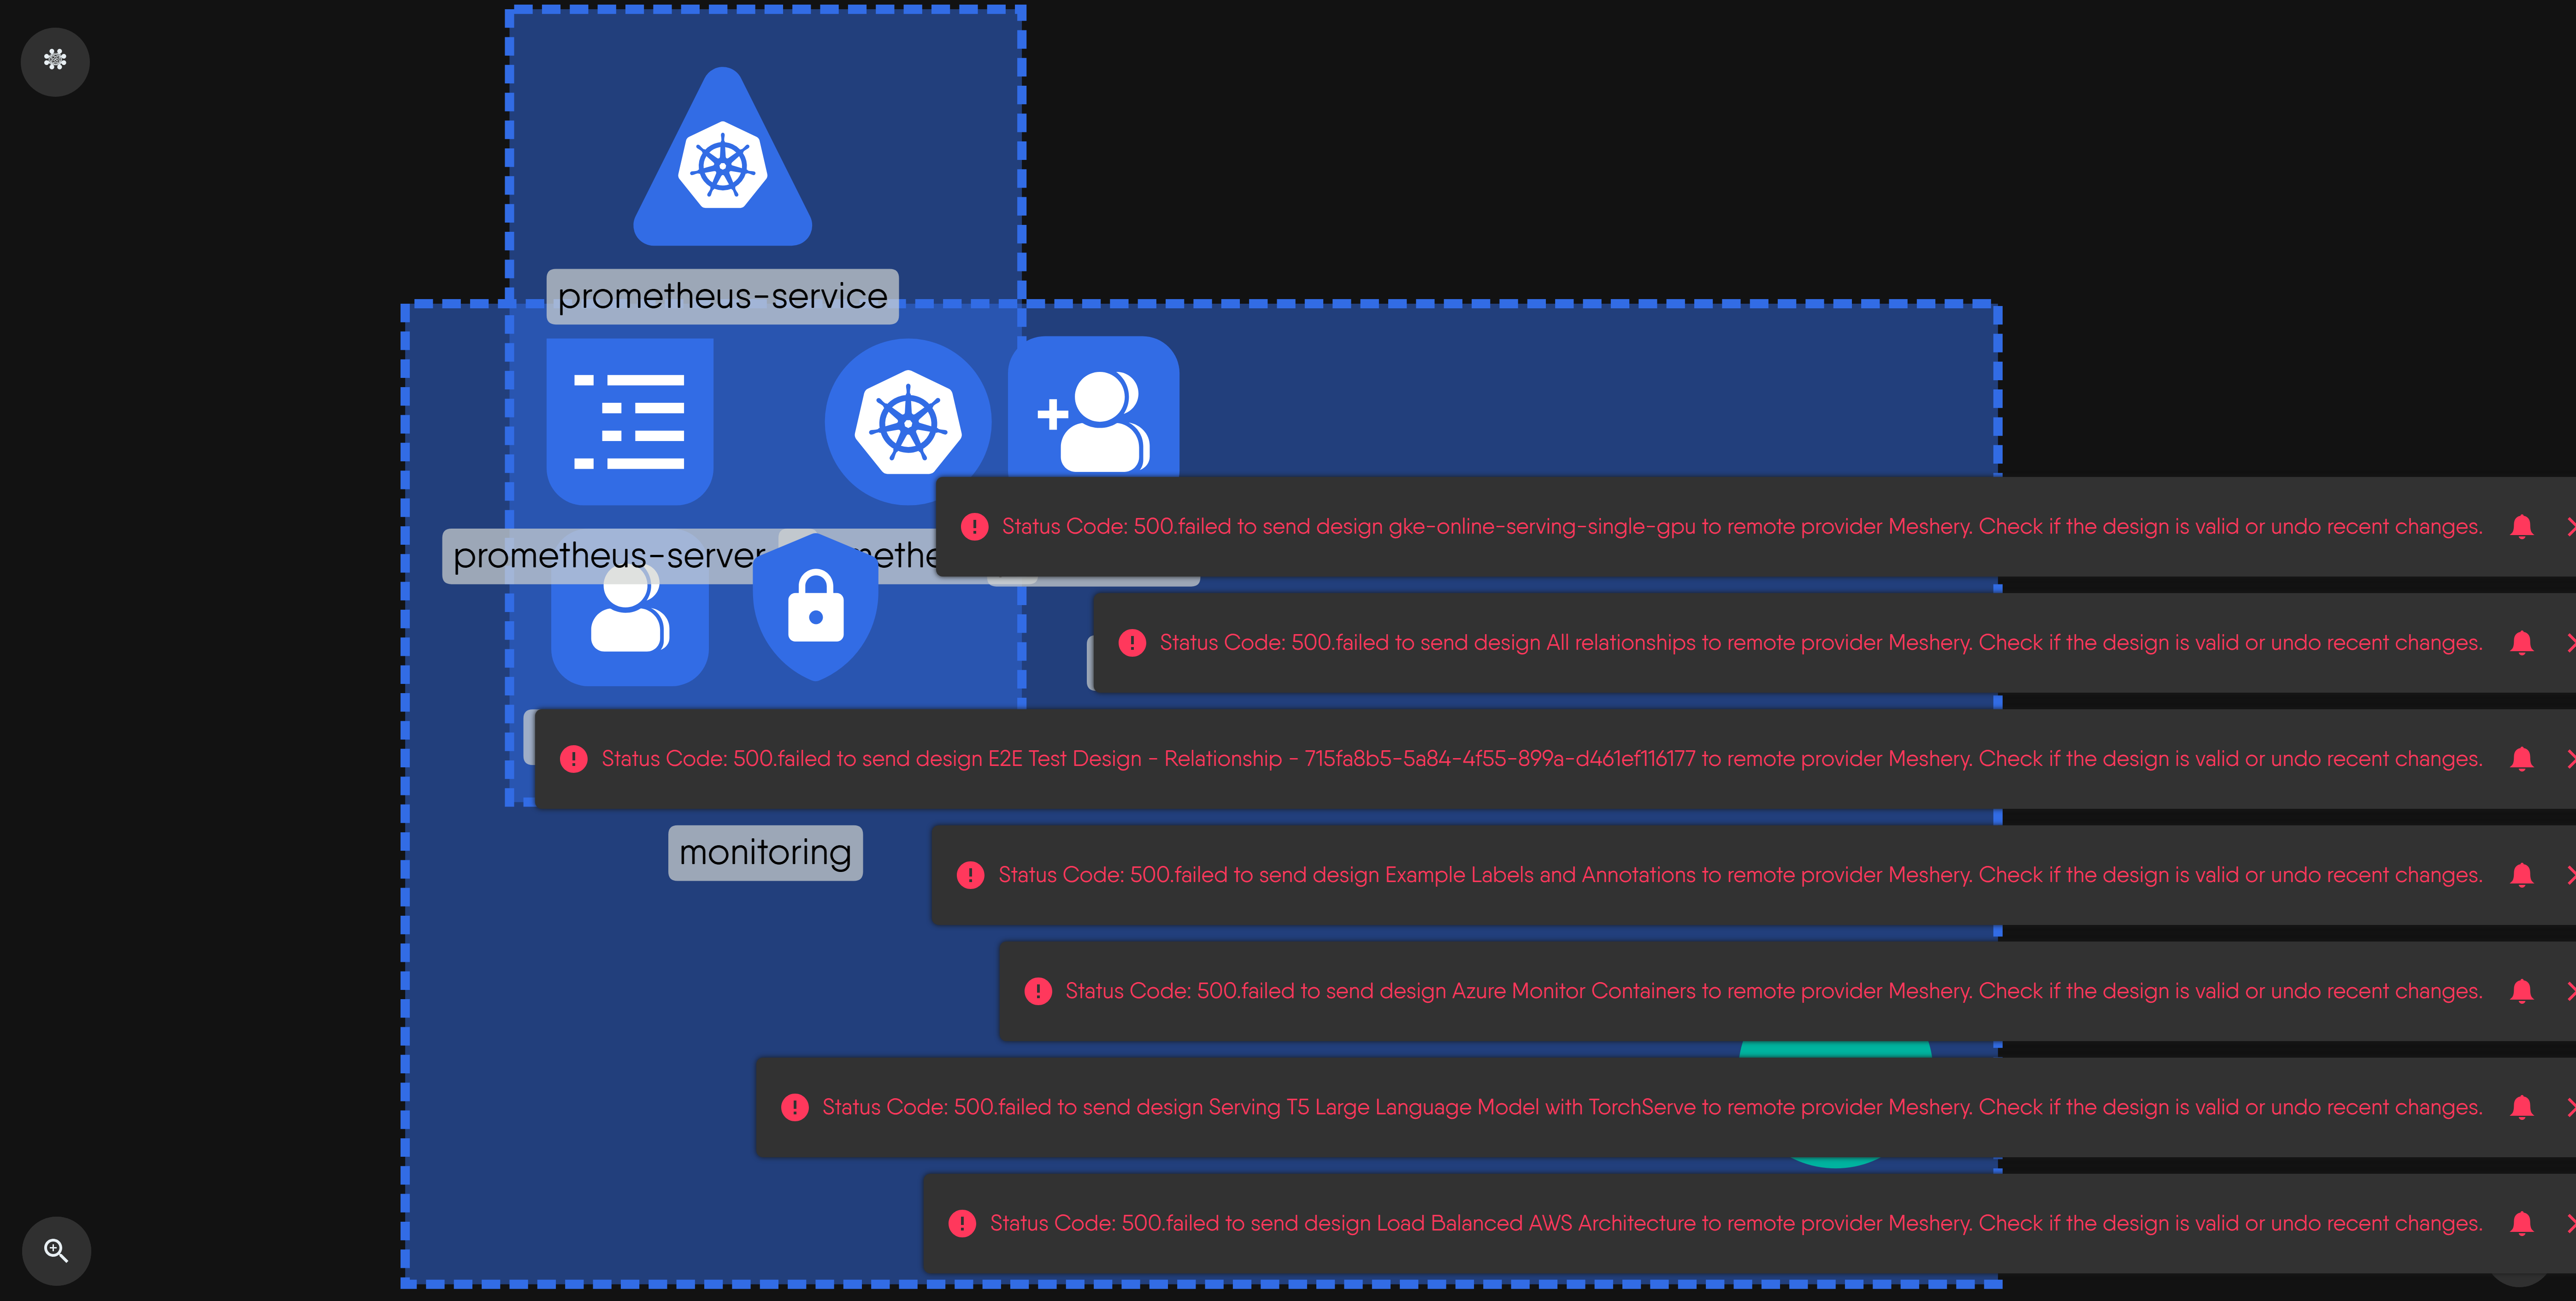 prometheus-service
prometheus-server
Status Code: 500.failed to send design gke-online-serving-single-gpu to remote provider Meshery. Check if the design is valid or undo recent changes.
Status Code: 500.failed to send design All relationships to remote provider Meshery. Check if the design is valid or undo recent changes.
Status Code: 500.failed to send design E2E Test Design - Relationship - 715fa8b5-5a84-4f55-899a-d461ef116177 to remote provider Meshery. Check if the design is valid or undo recent changes.
monitoring
Status Code: 500.failed to send design Example Labels and Annotations to remote provider Meshery. Check if the design is valid or undo recent changes.
Status Code: 500.failed to send design Azure Monitor Containers to remote provider Meshery. Check if the design is valid or undo recent changes.
Status Code: 500.failed to send design Serving T5 Large Language Model with TorchServe to remote provider Meshery. Check if the design is valid or undo recent changes.
Status Code: 500.failed to send design Load Balanced AWS Architecture to remote provider Meshery. Check if the design is valid or undo recent changes.